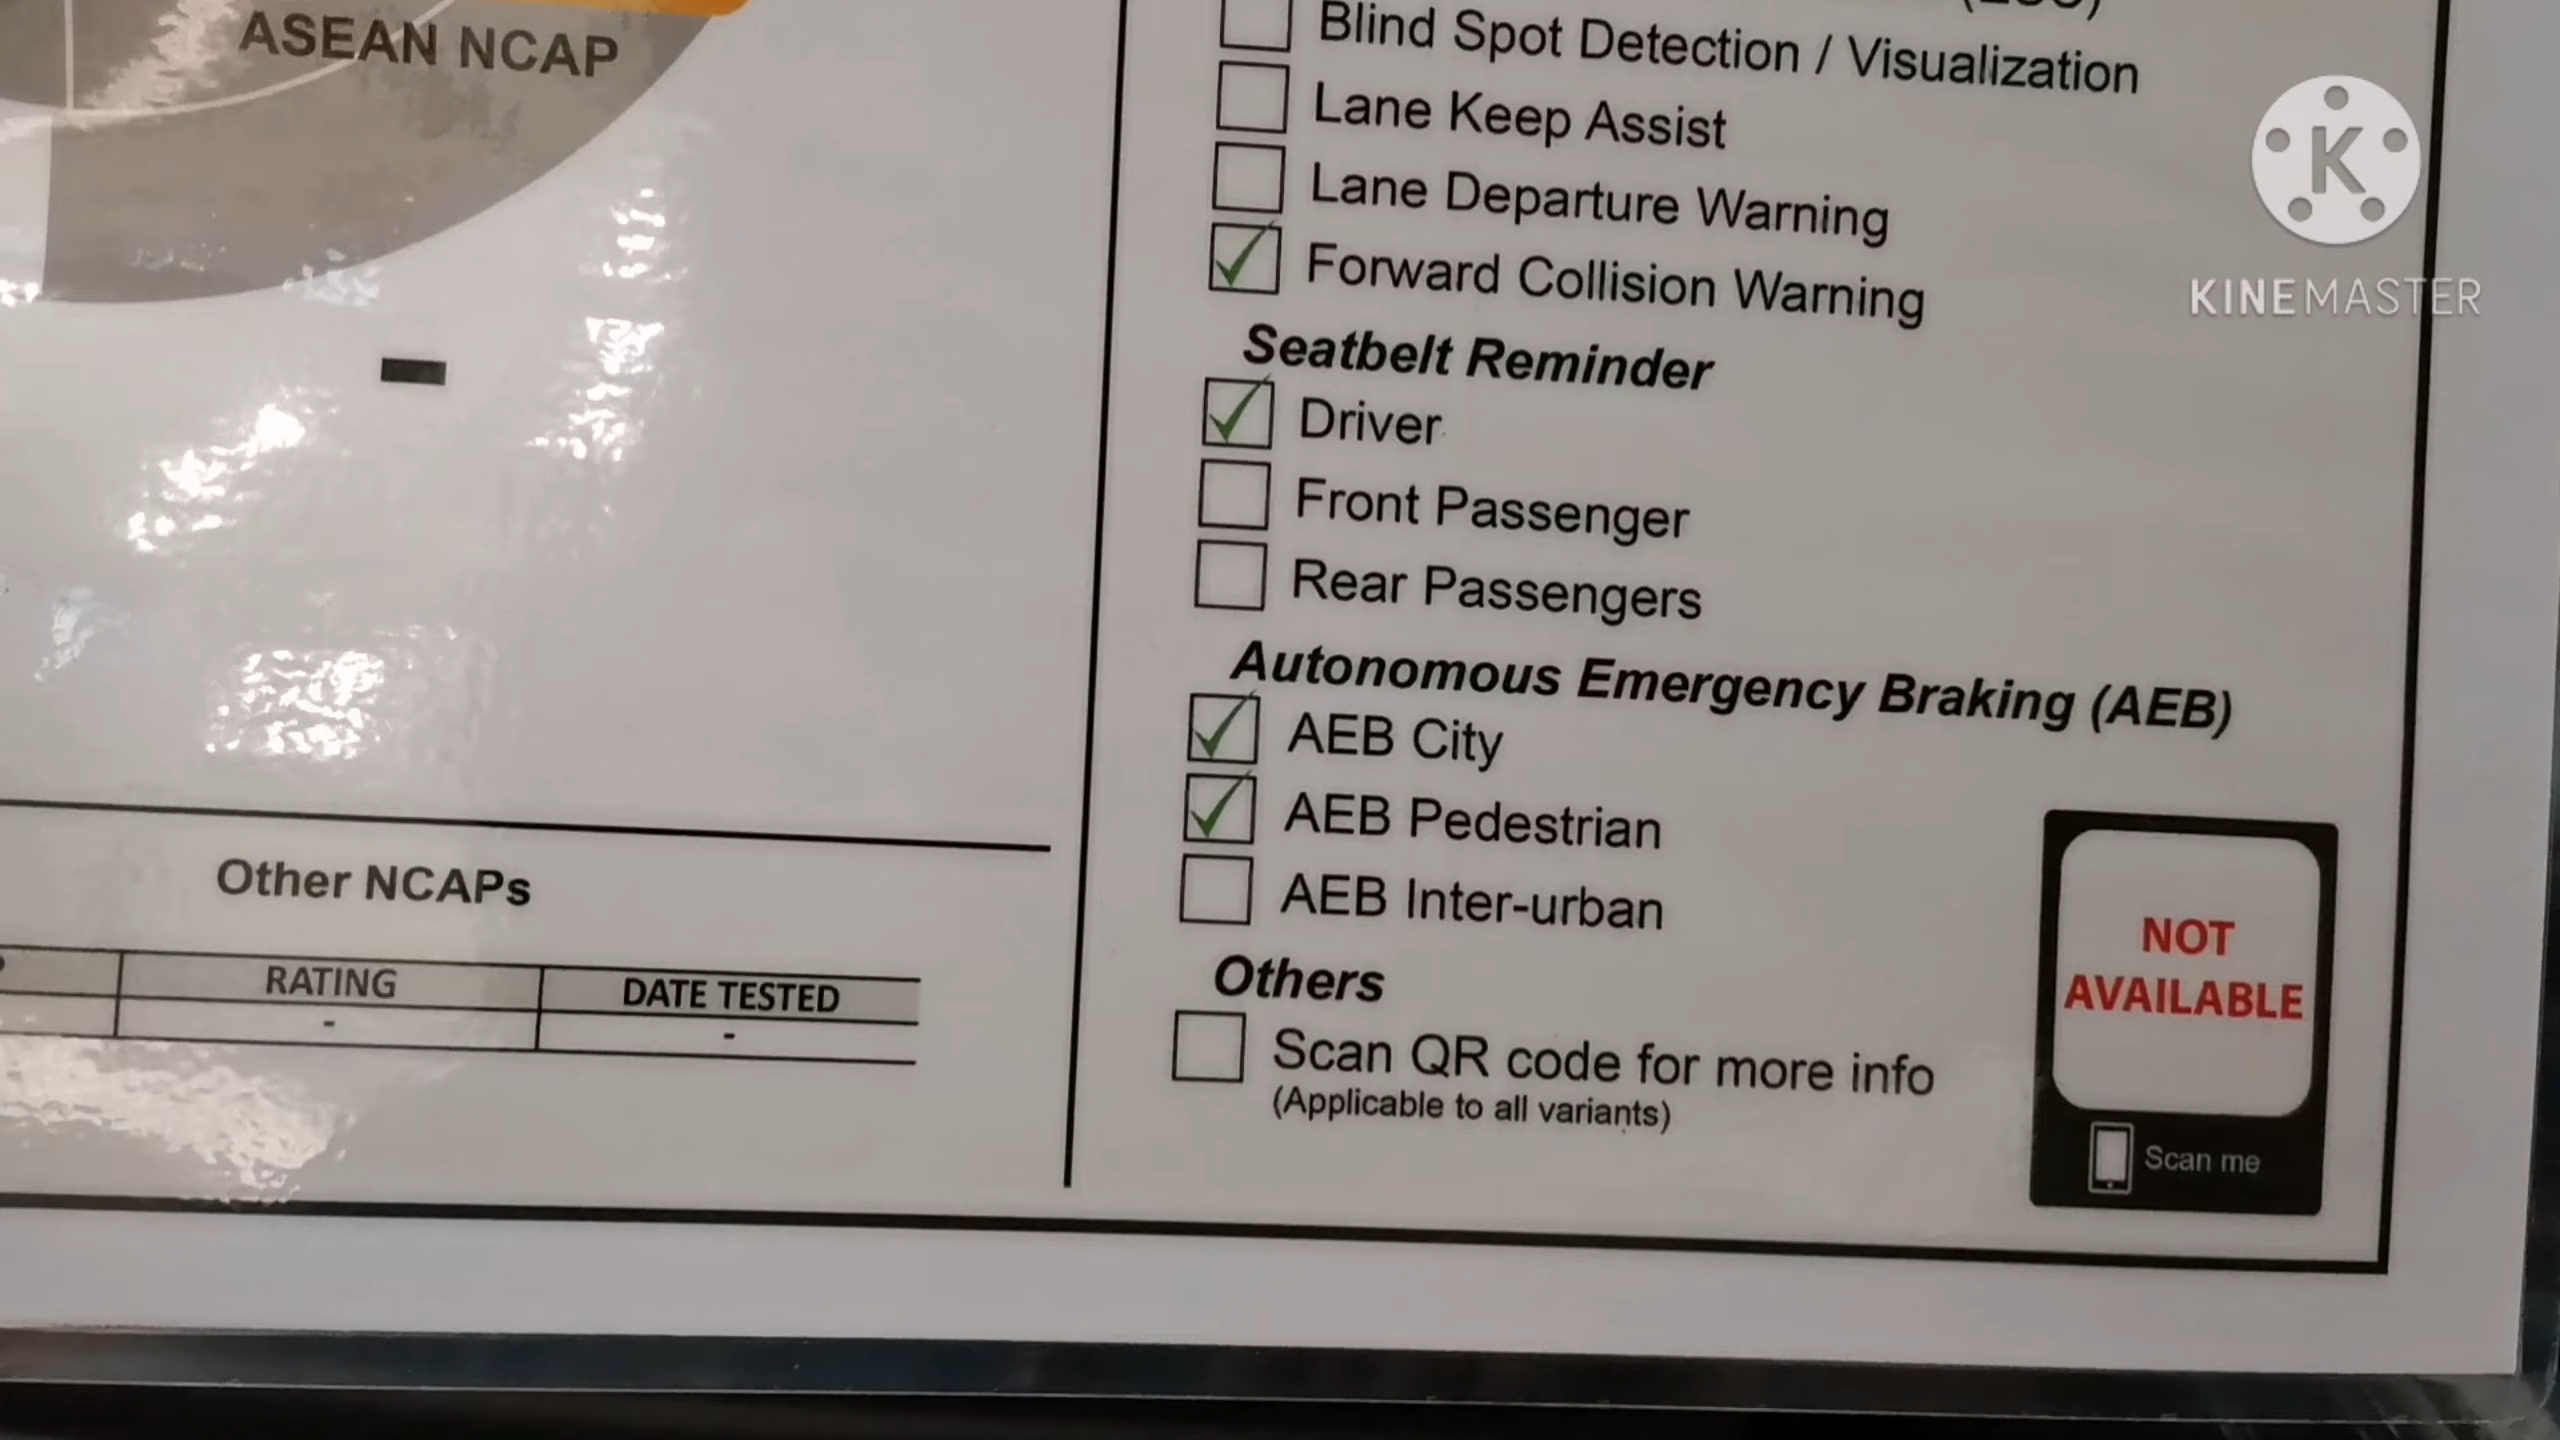 ASEAN NCAP
-
Other NCAPs
RATING DATE TESTED
- -
Blind Spot Detection / Visualization
Lane Keep Assist
Lane Departure Warning
Forward Collision Warning
Seatbelt Reminder
Driver
Front Passenger
Rear Passengers
Autonomous Emergency Braking (AEB)
AEB City
AEB Pedestrian
AEB Inter-urban
Others
Scan QR code for more info
(Applicable to all variants)
NOT
AVAILABLE
Scan me
K
KINEMASTER